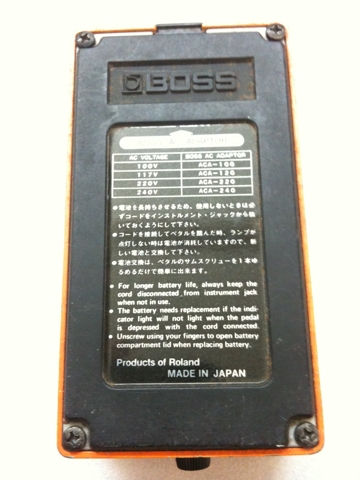 BOSS
AC VOLTAGE BOSS AC ADAPTOR
100V ACA-100
117V ACA-120
220V ACA-220
240V ACA-240
●電池を長持ちさせるため、使用しないときは必
ずコードをインストルメント・ジャックから抜
いておくようにして下さい。
●コードを接続してペダルを踏んだ時、ランプが
点灯しない時は電池が消耗していますので、新
しい電池と交換して下さい。
●電池交換は、ペダルのサムスクリューを1本ゆ
るめるだけで簡単に出来ます。
● For longer battery life, always keep the
cord disconnected from instrument jack
when not in use.
● The battery needs replacement if the indi-
cator light will not light when the pedal
is depressed with the cord connected.
● Unscrew using your fingers to open battery
compartment lid when replacing battery.
Products of Roland
MADE IN JAPAN